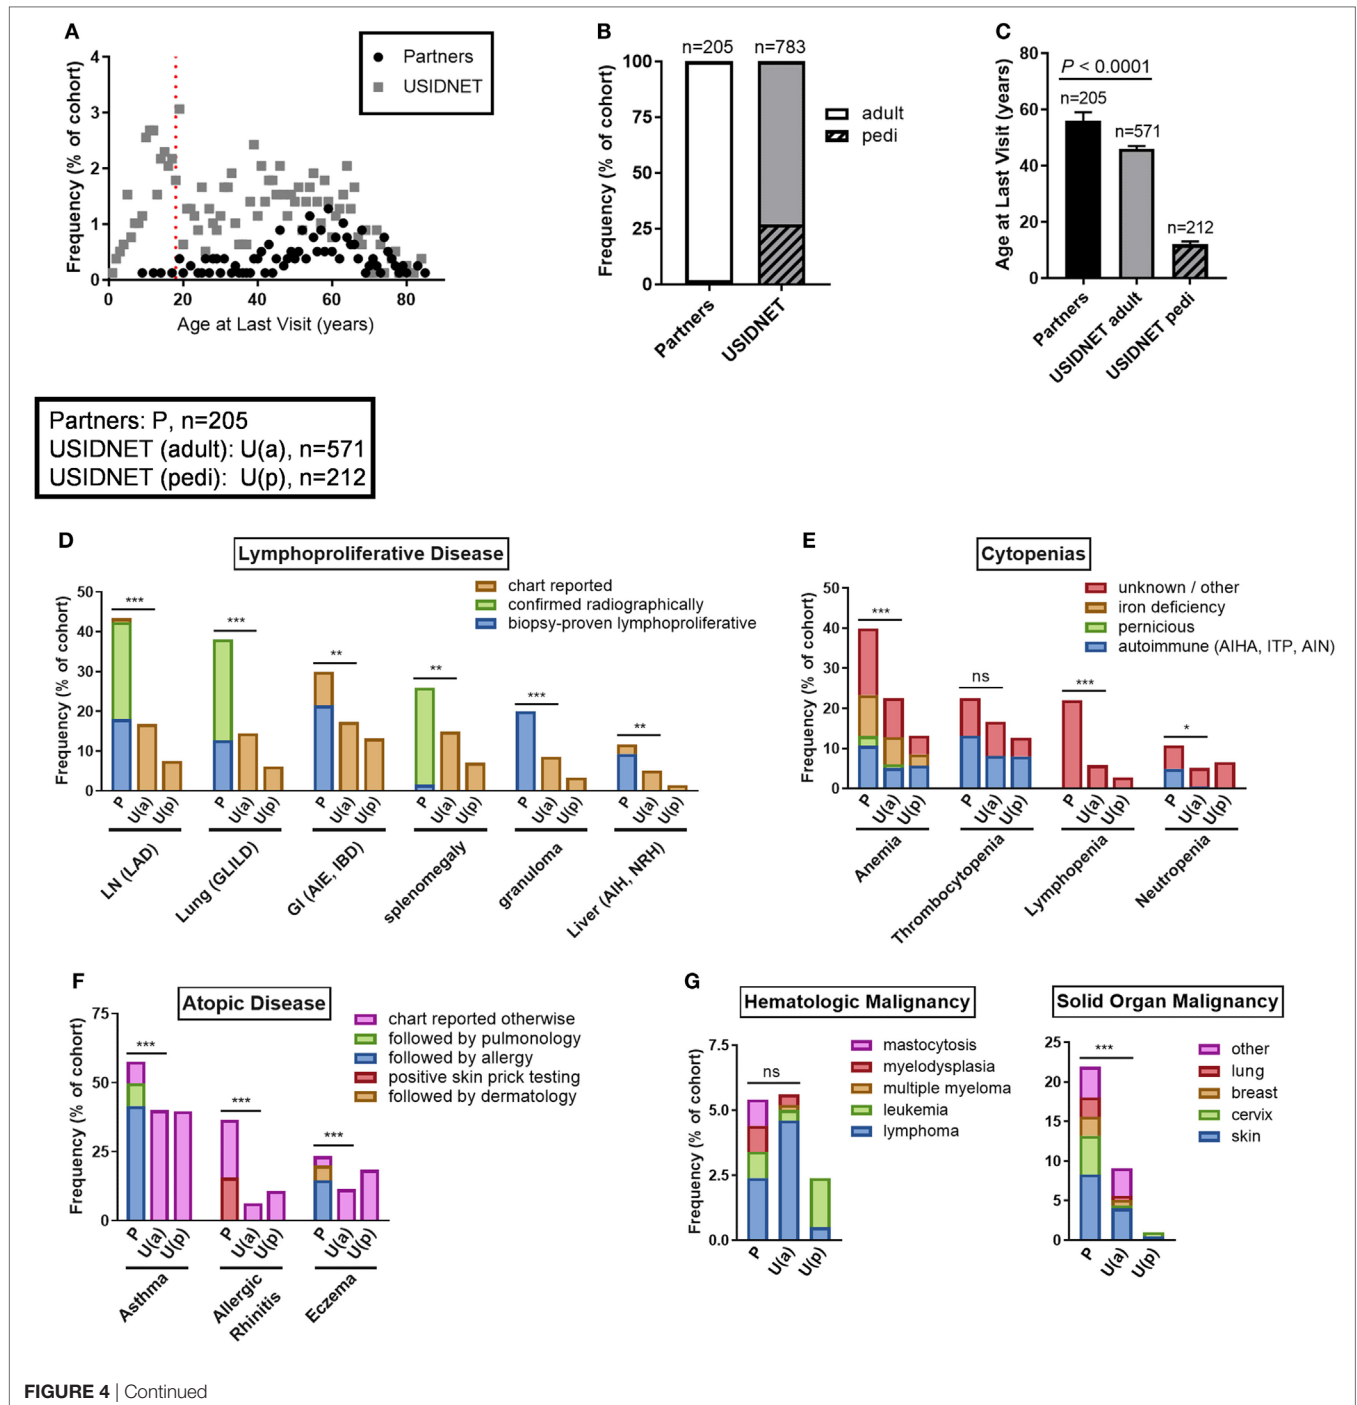 A
Partners
USIDNET
Frequency (% of cohort)
4
3
2
1
0
0 20 40 60 80
Age at Last Visit (years)
B
n=205 n=783
Frequency (% of cohort)
100
75
50
25
0
adult
pedi
Partners
USIDNET
C
Age at Last Visit (years)
80
60
40
20
0
P < 0.0001
n=205
n=571
n=212
Partners
USIDNET adult
USIDNET pedi
Partners: P, n=205
USIDNET (adult): U(a), n=571
USIDNET (pedi): U(p), n=212
D
Lymphoproliferative Disease
chart reported
confirmed radiographically
biopsy-proven lymphoproliferative
Frequency (% of cohort)
50
40
30
20
10
0
*** *** ** ** *** **
P U(a) U(p) P U(a) U(p) P U(a) U(p) P U(a) U(p) P U(a) U(p) P U(a) U(p)
LN (LAD)
Lung (GLILD)
GI (AIE, IBD)
splenomegaly
granuloma
Liver (AIH, NRH)
E
Cytopenias
unknown / other
iron deficiency
pernicious
autoimmune (AIHA, ITP, AIN)
Frequency (% of cohort)
50
40
30
20
10
0
*** ns *** *
P U(a) U(p) P U(a) U(p) P U(a) U(p) P U(a) U(p)
Anemia
Thrombocytopenia
Lymphopenia
Neutropenia
F
Atopic Disease
chart reported otherwise
followed by pulmonology
followed by allergy
positive skin prick testing
followed by dermatology
Frequency (% of cohort)
75
50
25
0
*** *** ***
P U(a) U(p) P U(a) U(p) P U(a) U(p)
Asthma
Allergic
Rhinitis
Eczema
G
Hematologic Malignancy
mastocytosis
myelodysplasia
multiple myeloma
leukemia
lymphoma
Frequency (% of cohort)
7.5
5.0
2.5
0.0
ns
P U(a) U(p)
Solid Organ Malignancy
other
lung
breast
cervix
skin
25
20
15
10
5
0
***
P U(a) U(p)
FIGURE 4 | Continued